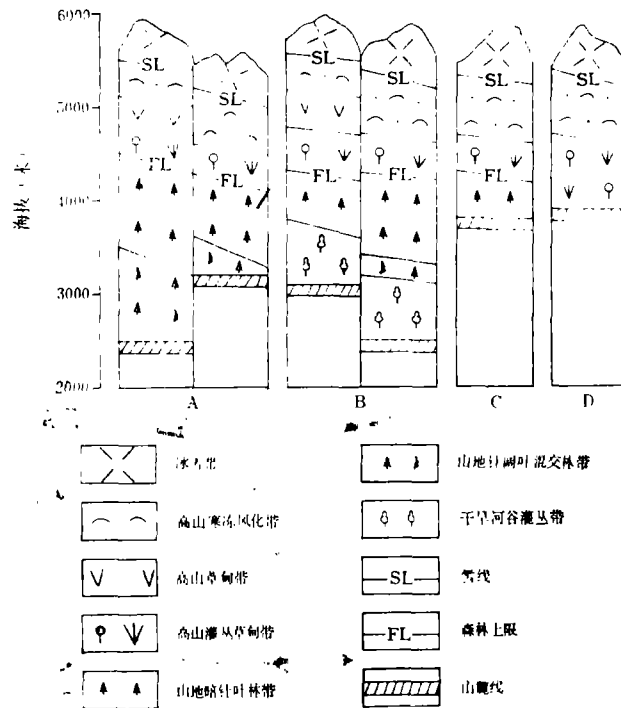 6000
5000
4000
3000
2000
海拔（米）
SL
SL
SL
SL
SL
SL
FL
FL
FL
FL
FL
A
B
C
D
冰雪带
山地针阔叶混交林带
高山寒冻风化带
干旱河谷灌丛带
高山草甸带
SL
雪线
高山灌丛草甸带
FL
森林上限
山地暗针叶林带
山麓线